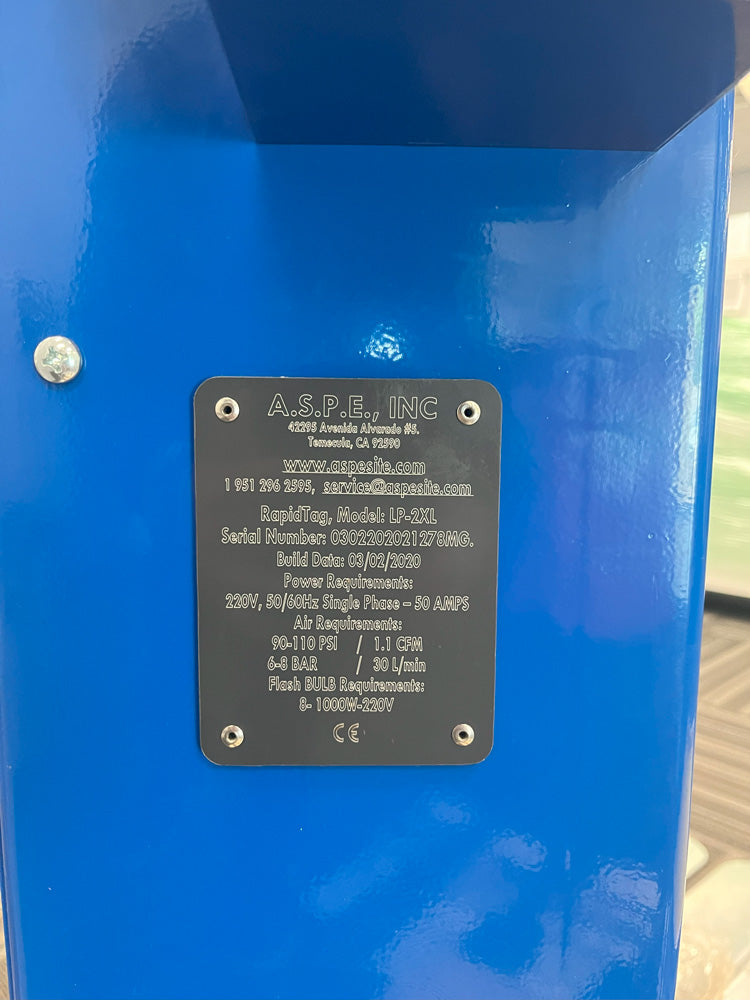 A.S.P.E., INC
42295 Avenida Alvarado #5.
Temecula, CA 92590
www.aspesite.com
1 951 296 2595, service@aspesite.com
RapidTag, Model: LP-2XL
Serial Number: 0302202021278MG.
Build Data: 03/02/2020
Power Requirements:
220V, 50/60Hz Single Phase – 50 AMPS
Air Requirements:
90-110 PSI / 1.1 CFM
6-8 BAR / 30 L/min
Flash BULB Requirements:
8- 1000W-220V
CE